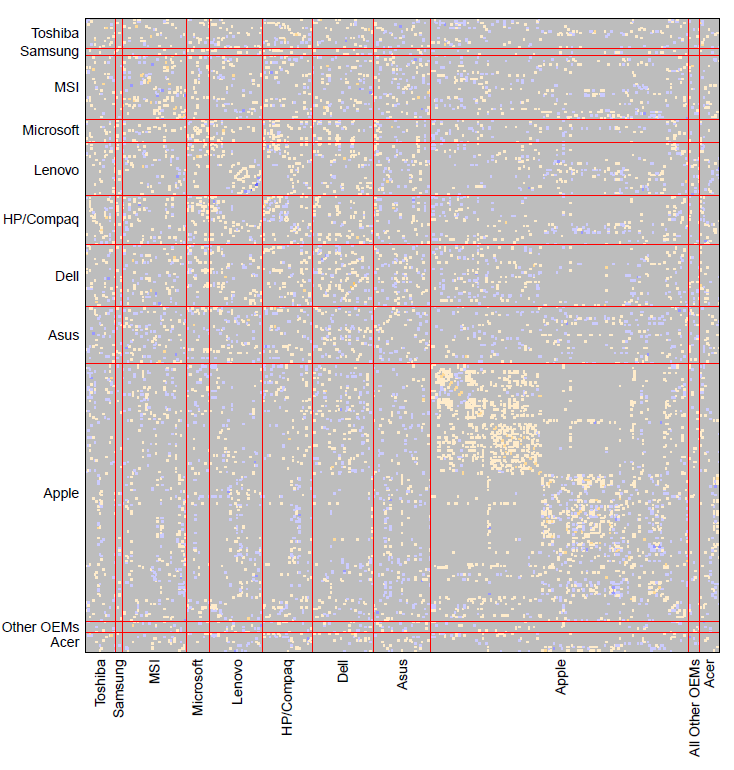 Toshiba
Samsung
MSI
Microsoft
Lenovo
HP/Compaq
Dell
Asus
Apple
Other OEMs
Acer
Toshiba
Samsung
MSI
Microsoft
Lenovo
HP/Compaq
Dell
Asus
Apple
All Other OEMs
Acer